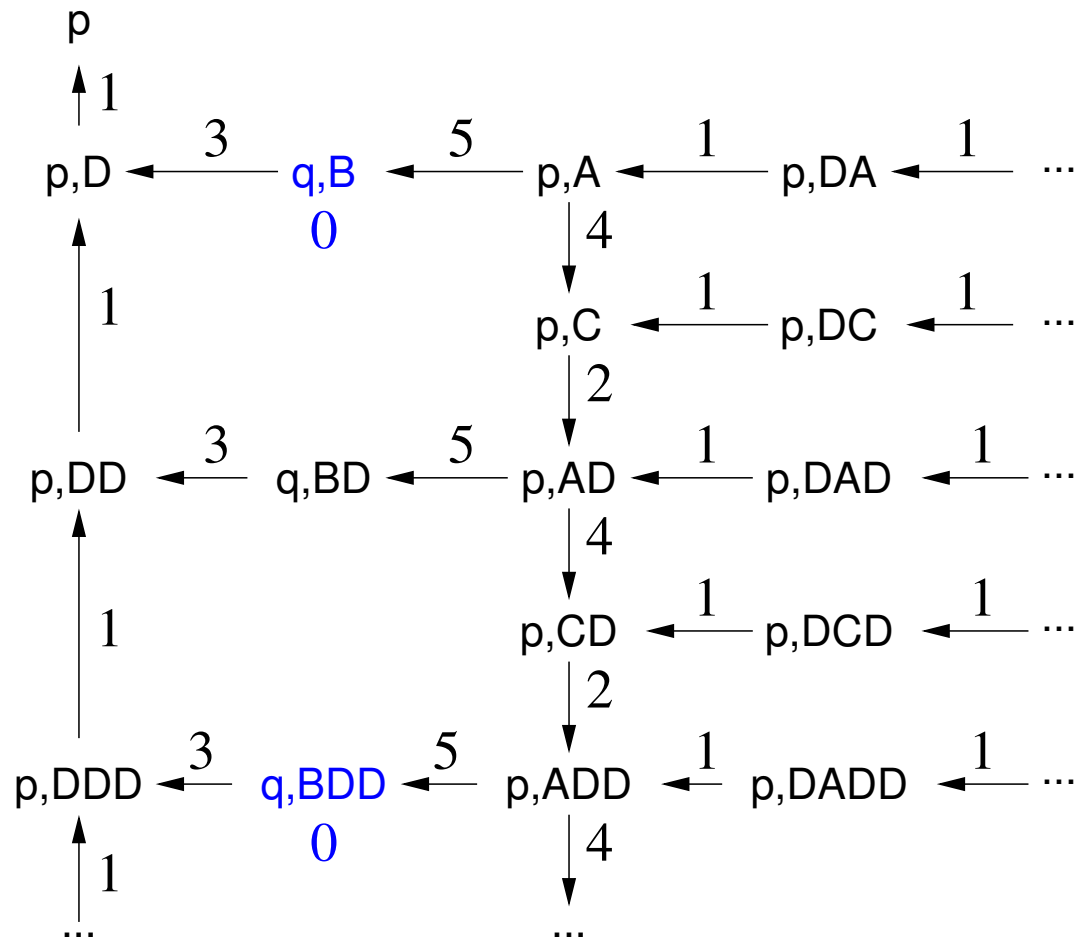 p
1
3 5 1 1
p,D q,B p,A p,DA ...
0 4
1 1 1
p,C p,DC ...
2
3 5 1 1
p,DD q,BD p,AD p,DAD ...
4
1 1 1
p,CD p,DCD ...
2
3 5 1 1
p,DDD q,BDD p,ADD p,DADD ...
1 0 4
... ...